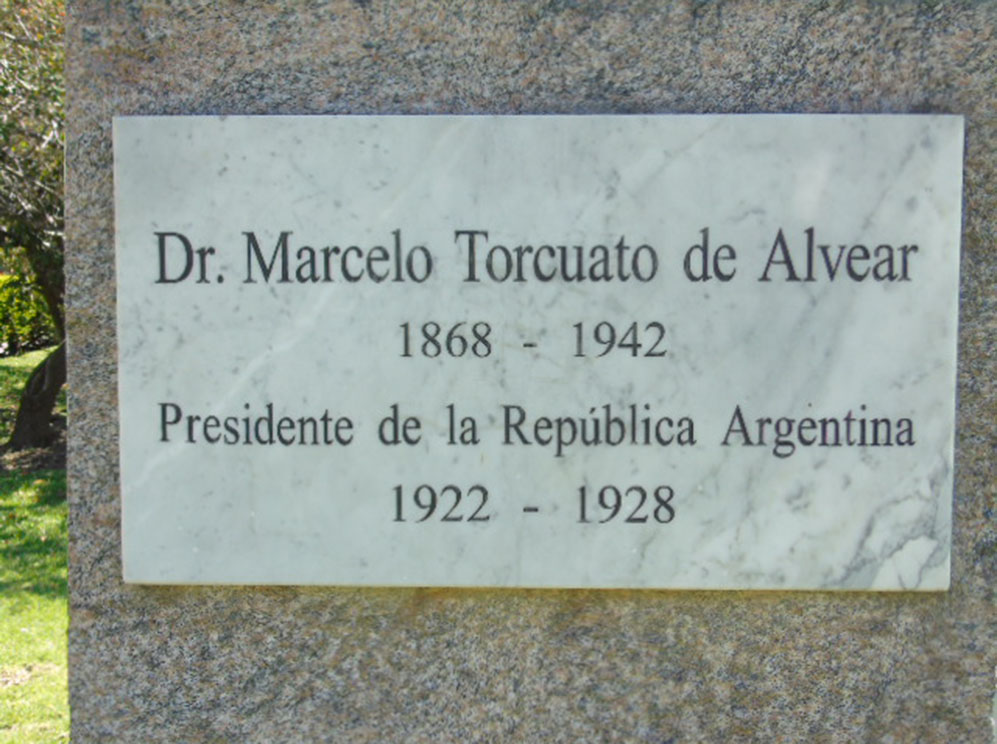 Dr. Marcelo Torcuato de Alvear
1868 - 1942
Presidente de la República Argentina
1922 - 1928